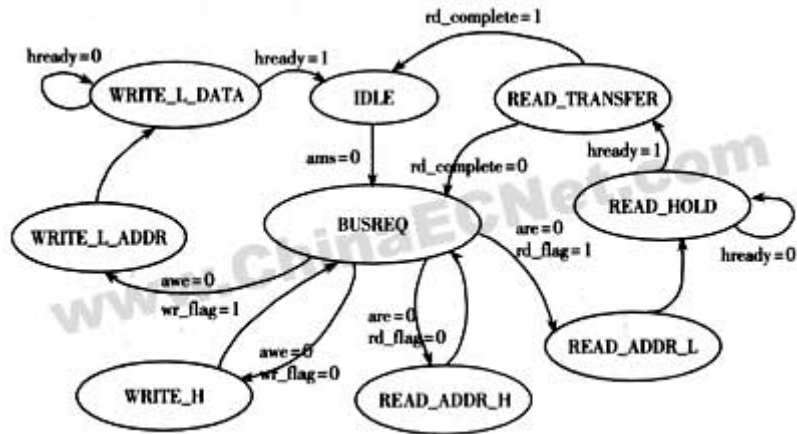 rd_complete=1
hready=0
hready=1
WRITE_L_DATA
IDLE
READ_TRANSFER
ams=0
rd_complete=0
hready=1
BUSREQ
READ_HOLD
WRITE_L_ADDR
are=0
rd_flag=1
hready=0
awe=0
wr_flag=1
are=0
rd_flag=0
awe=0
wr_flag=0
READ_ADDR_L
WRITE_H
READ_ADDR_H
www.ChinaECNet.com